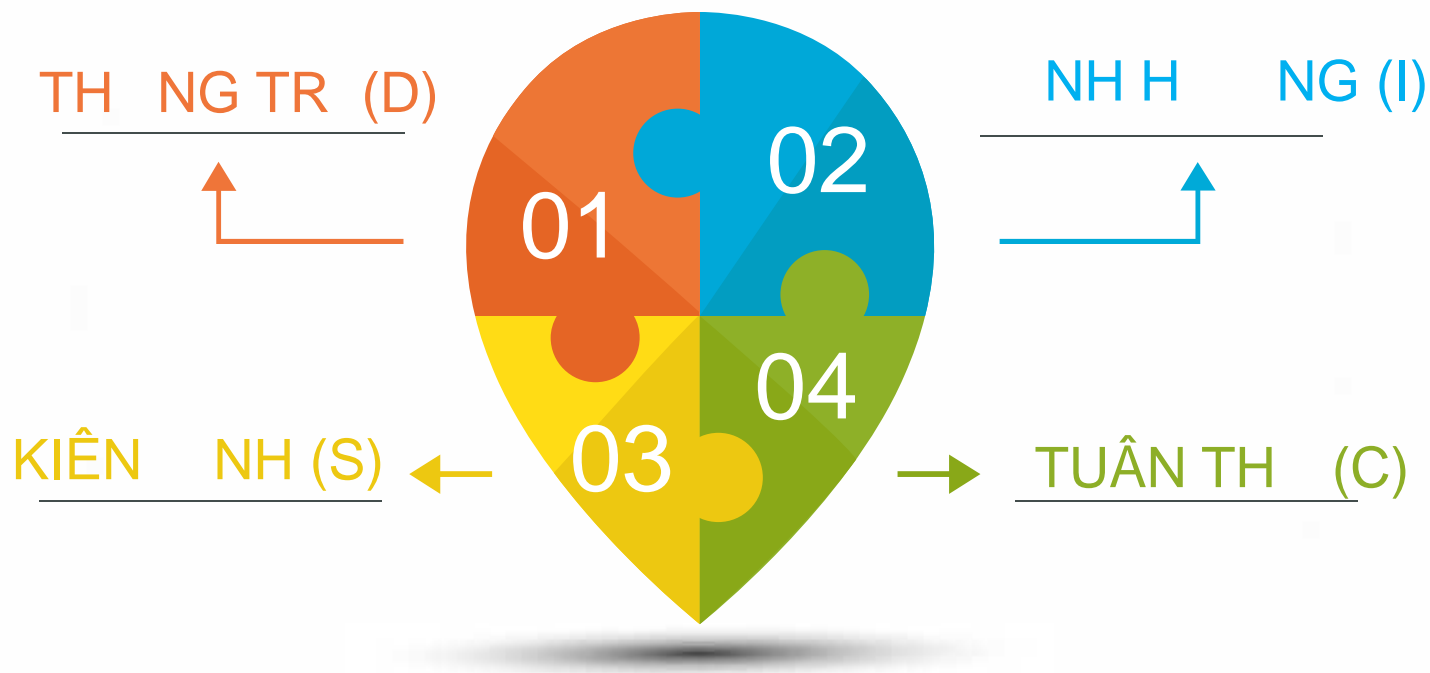 TH NG TR (D)
NH H NG (I)
01
02
03
04
KIÊN NH (S)
TUÂN TH (C)